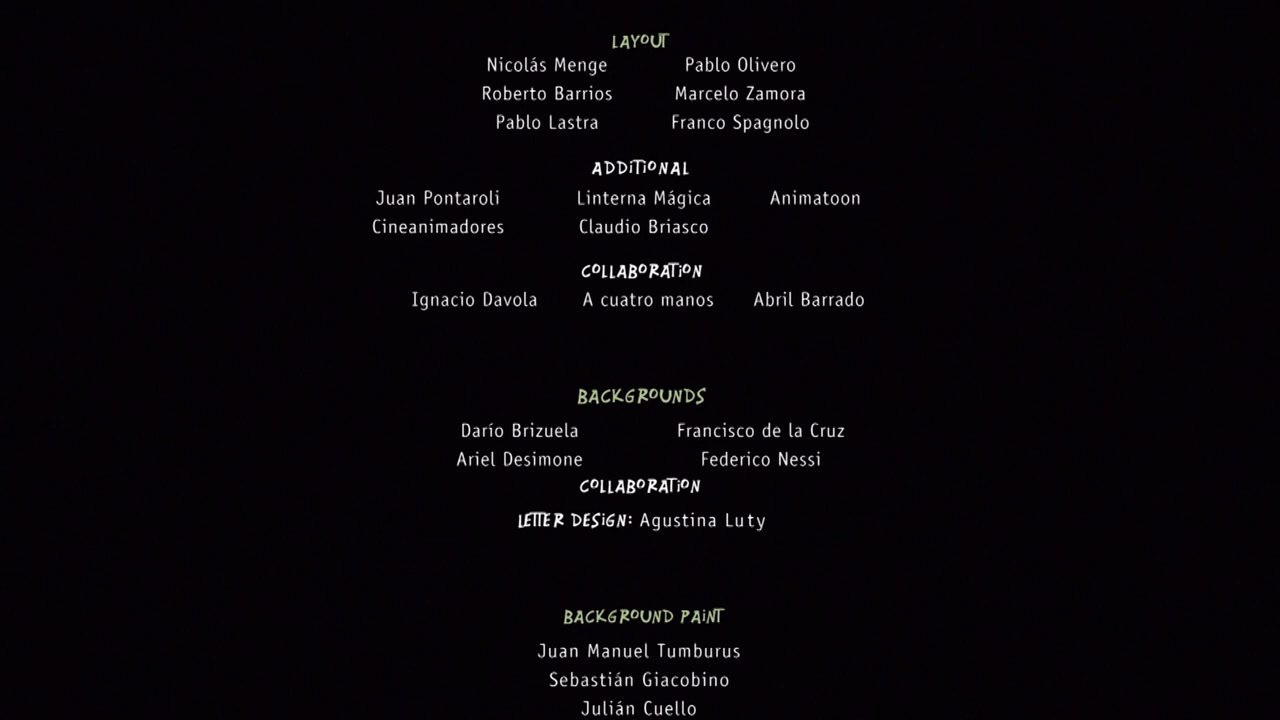 LAYOUT
Nicolás Menge Pablo Olivero
Roberto Barrios Marcelo Zamora
Pablo Lastra Franco Spagnolo
ADDITIONAL
Juan Pontaroli Linterna Mágica Animatoon
Cineanimadores Claudio Briasco
COLLABORATION
Ignacio Davola A cuatro manos Abril Barrado
BACKGROUNDS
Darío Brizuela Francisco de la Cruz
Ariel Desimone Federico Nessi
COLLABORATION
LETTER DESIGN: Agustina Luty
BACKGROUND PAINT
Juan Manuel Tumburus
Sebastián Giacobino
Julián Cuello